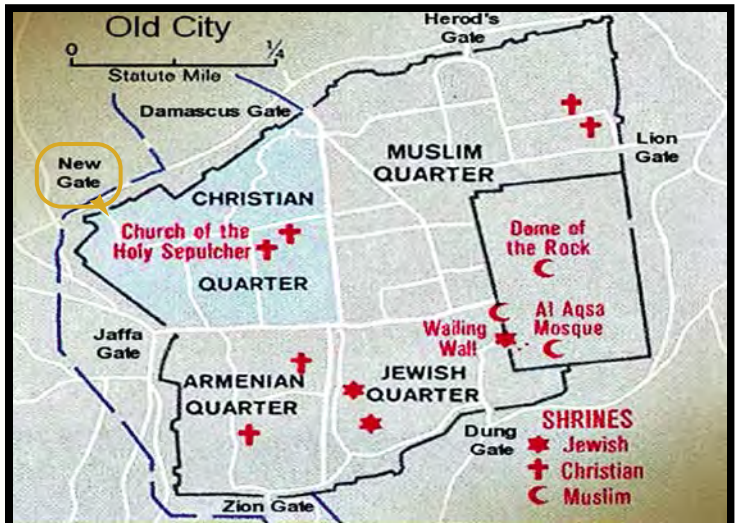 Old City
0 ¼
Statute Mile
Herod's
Gate
Damascus Gate
New
Gate
Lion
Gate
MUSLIM
QUARTER
CHRISTIAN
Church of the
Holy Sepulcher
QUARTER
Dome of
the Rock
Al Aqsa
Mosque
Wailing
Wall
Jaffa
Gate
ARMENIAN
QUARTER
JEWISH
QUARTER
Dung
Gate
Zion Gate
SHRINES
Jewish
Christian
Muslim